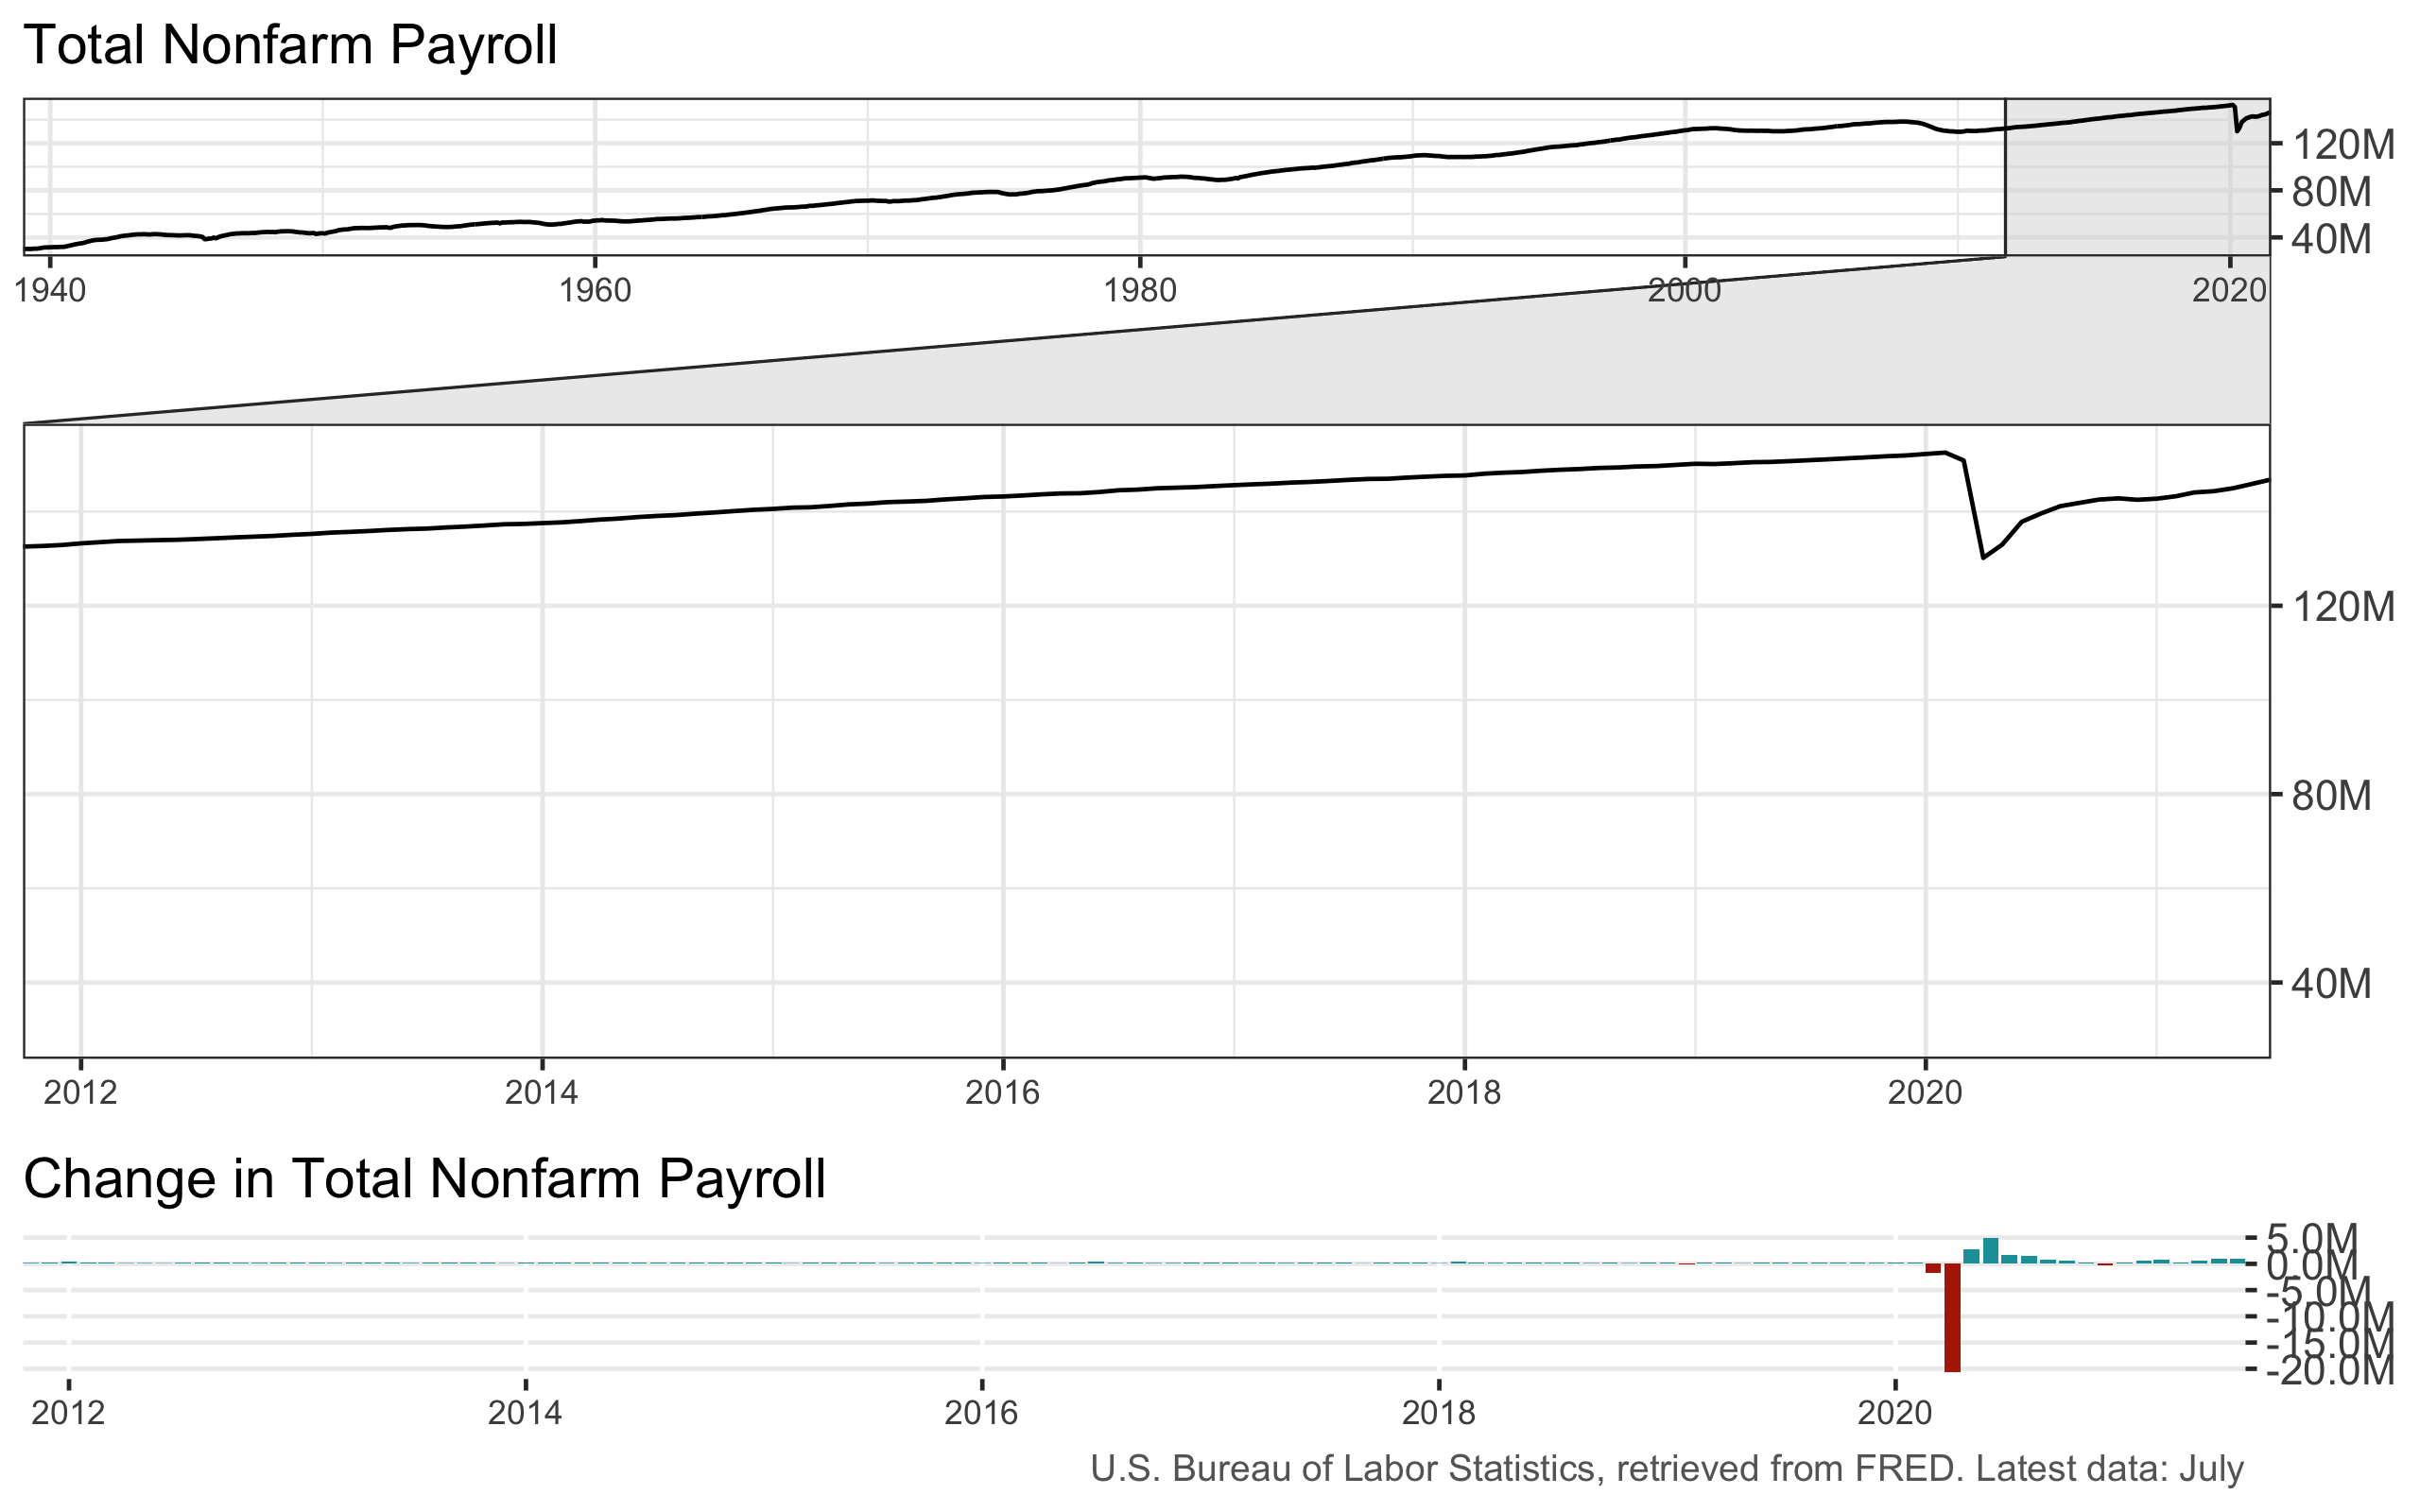 Total Nonfarm Payroll
120M
80M
40M
1940 1960 1980 2000 2020
120M
80M
40M
2012 2014 2016 2018 2020
Change in Total Nonfarm Payroll
5.0M
0.0M
-5.0M
-10.0M
-15.0M
-20.0M
2012 2014 2016 2018 2020
U.S. Bureau of Labor Statistics, retrieved from FRED. Latest data: July